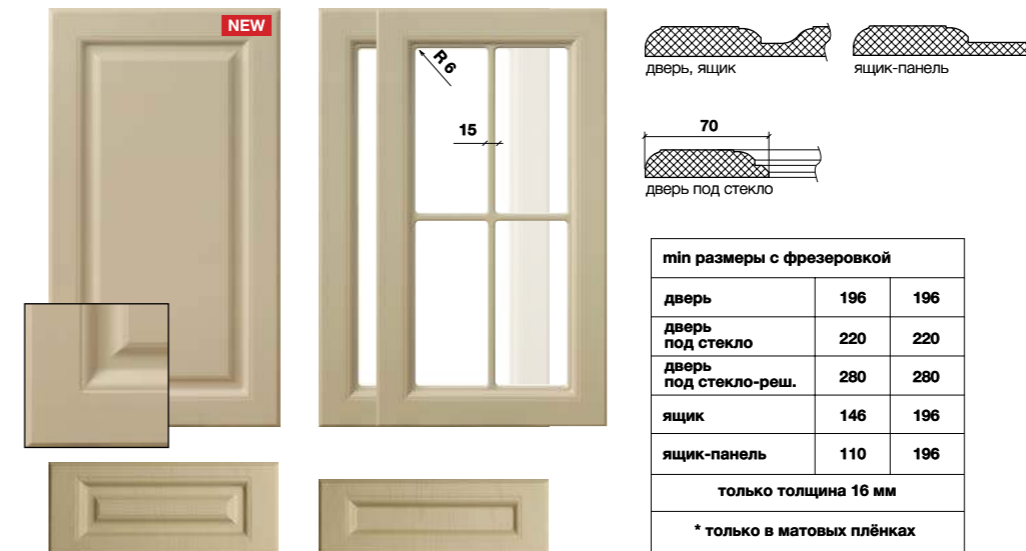 NEW
R 6
15
дверь, ящик
ящик-панель
70
дверь под стекло
min размеры с фрезеровкой
дверь 196 196
дверь
под стекло 220 220
дверь
под стекло-реш. 280 280
ящик 146 196
ящик-панель 110 196
только толщина 16 мм
* только в матовых плёнках